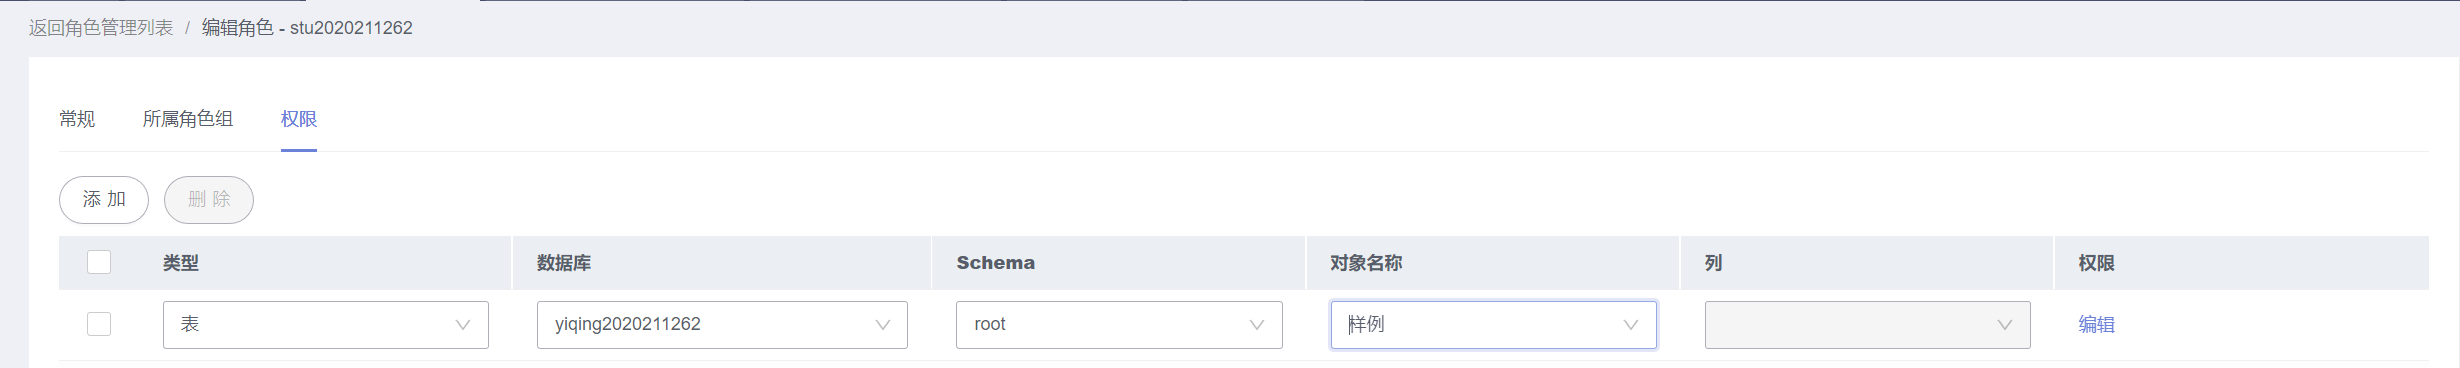 返回角色管理列表 / 编辑角色 - stu2020211262
常规 所属角色组 权限
添 加 删 除
类型 数据库 Schema 对象名称 列 权限
表 yiqing2020211262 root 样例 编辑